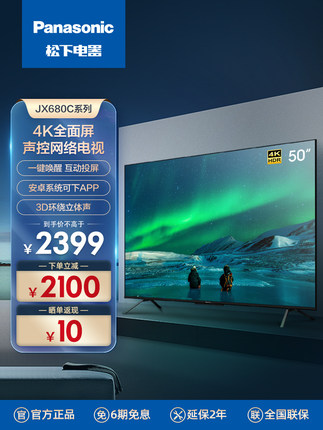 Panasonic
松下电器
JX680C系列
4K全面屏
声控网络电视
一键唤醒 互动投屏
安卓系统可下APP
3D环绕立体声
到手价不高于
¥2399
下单立减
¥2100
晒单返现
¥10
4K
HDR
50"
官 官方正品 免 6期免息 延 延保2年 联 全国联保